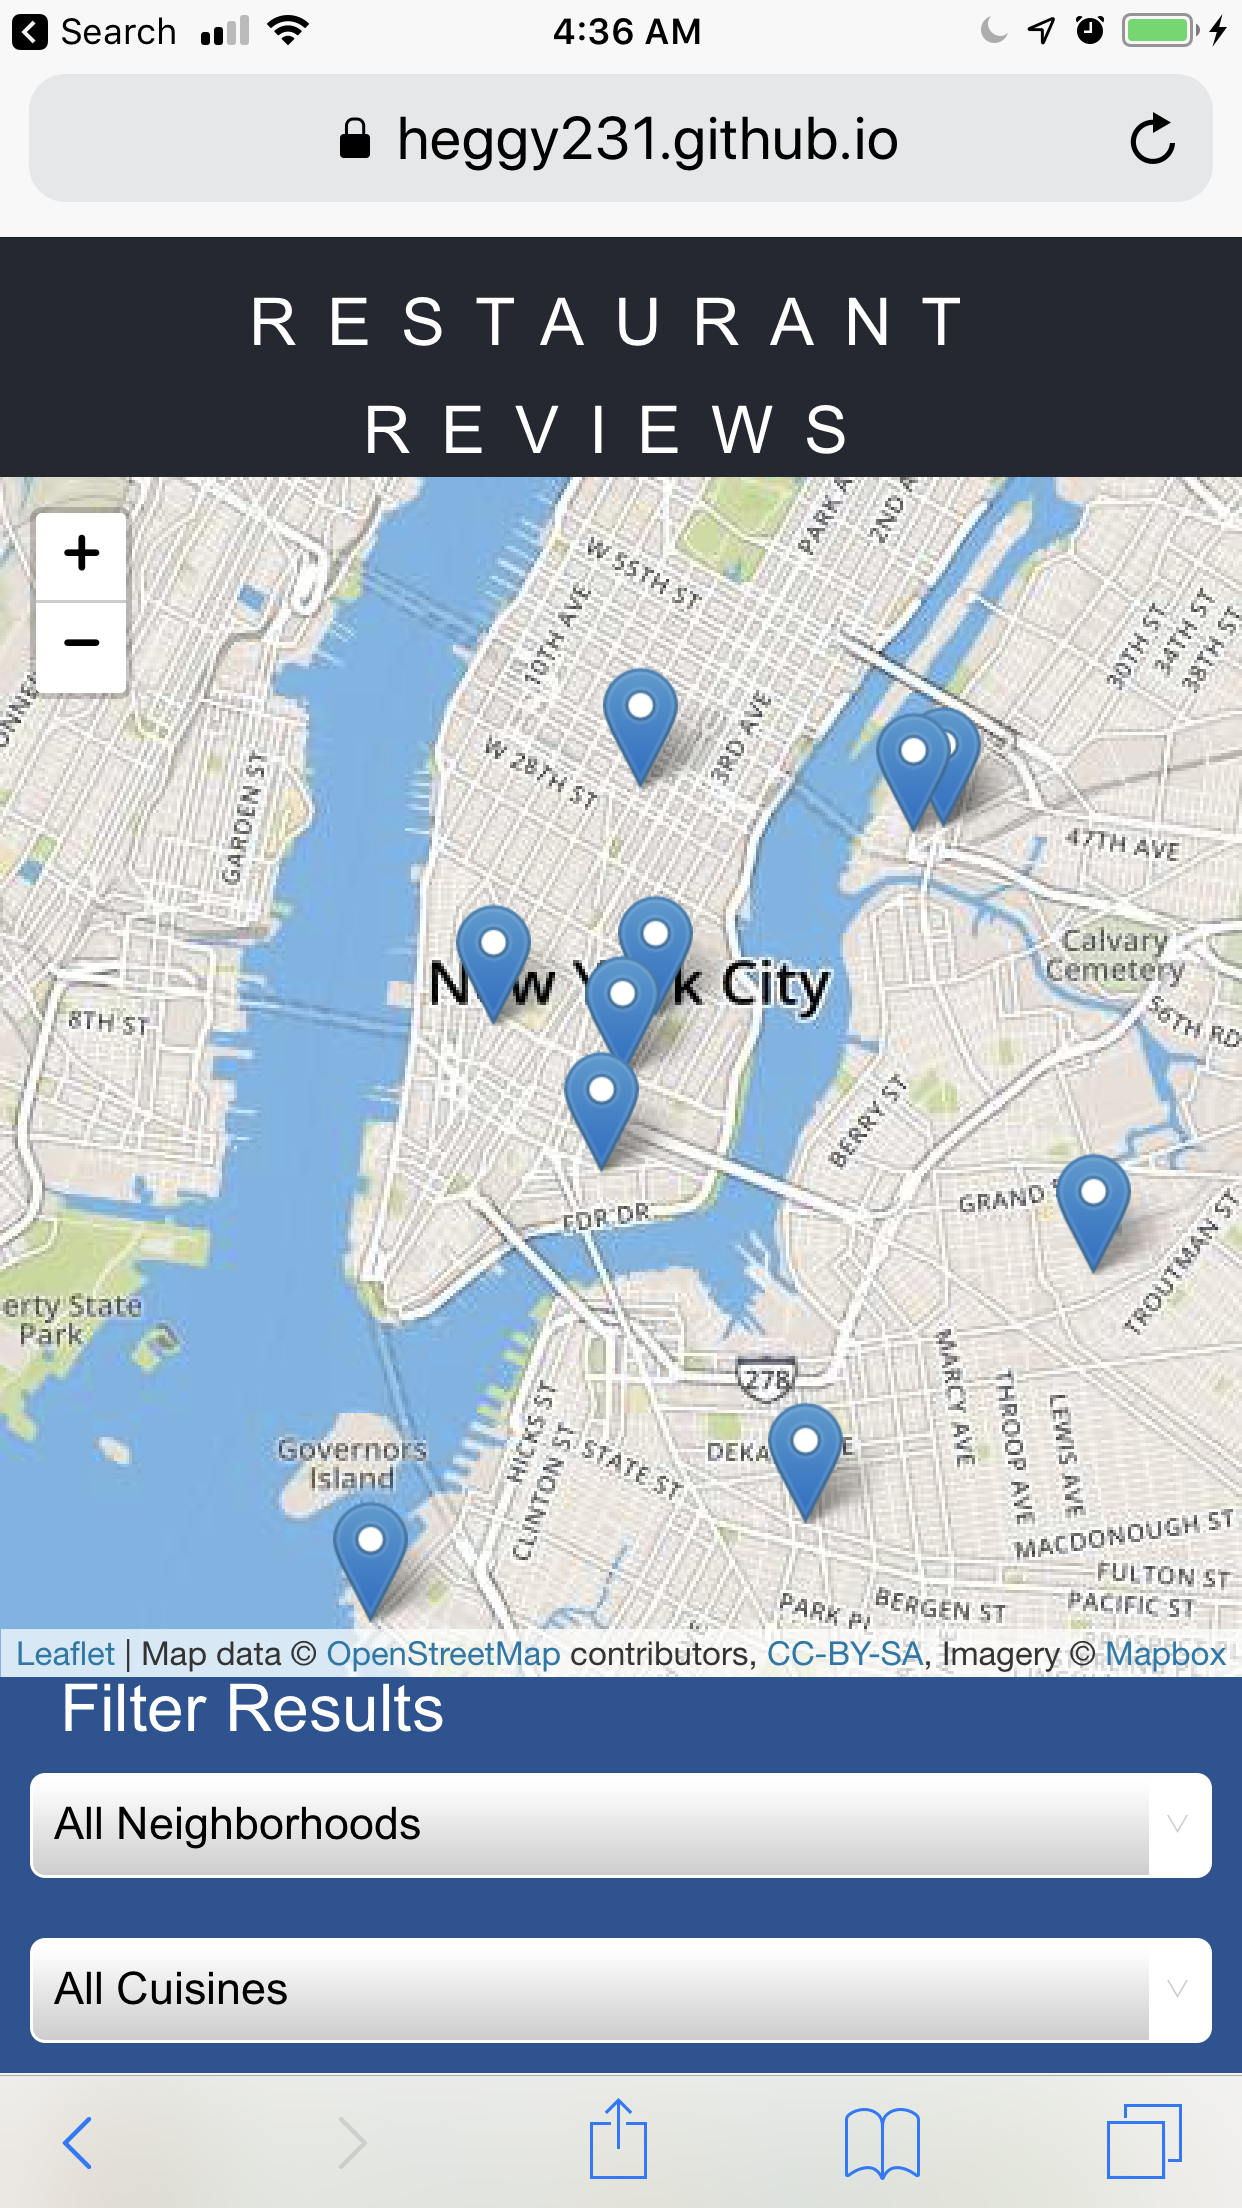 Search
4:36 AM
heggy231.github.io
RESTAURANT
REVIEWS
+
−
PARK A
2ND A
W 55TH ST
10TH AVE
30TH ST
34TH ST
38TH ST
3RD AVE
W 28TH ST
GARDEN ST
47TH AVE
Calvary
Cemetery
New York City
8TH ST
56TH RD
BERRY ST
GRAND S
FDR DR
TROUTMAN ST
erty State
Park
278
MARCY AVE
THROOP AVE
LEWIS AVE
HICKS ST
CLINTON ST
STATE ST
DEKA
E
Governors
Island
MACDONOUGH ST
FULTON ST
PACIFIC ST
BERGEN ST
PARK Pl
Leaflet | Map data © OpenStreetMap contributors, CC-BY-SA, Imagery © Mapbox
Filter Results
All Neighborhoods
All Cuisines